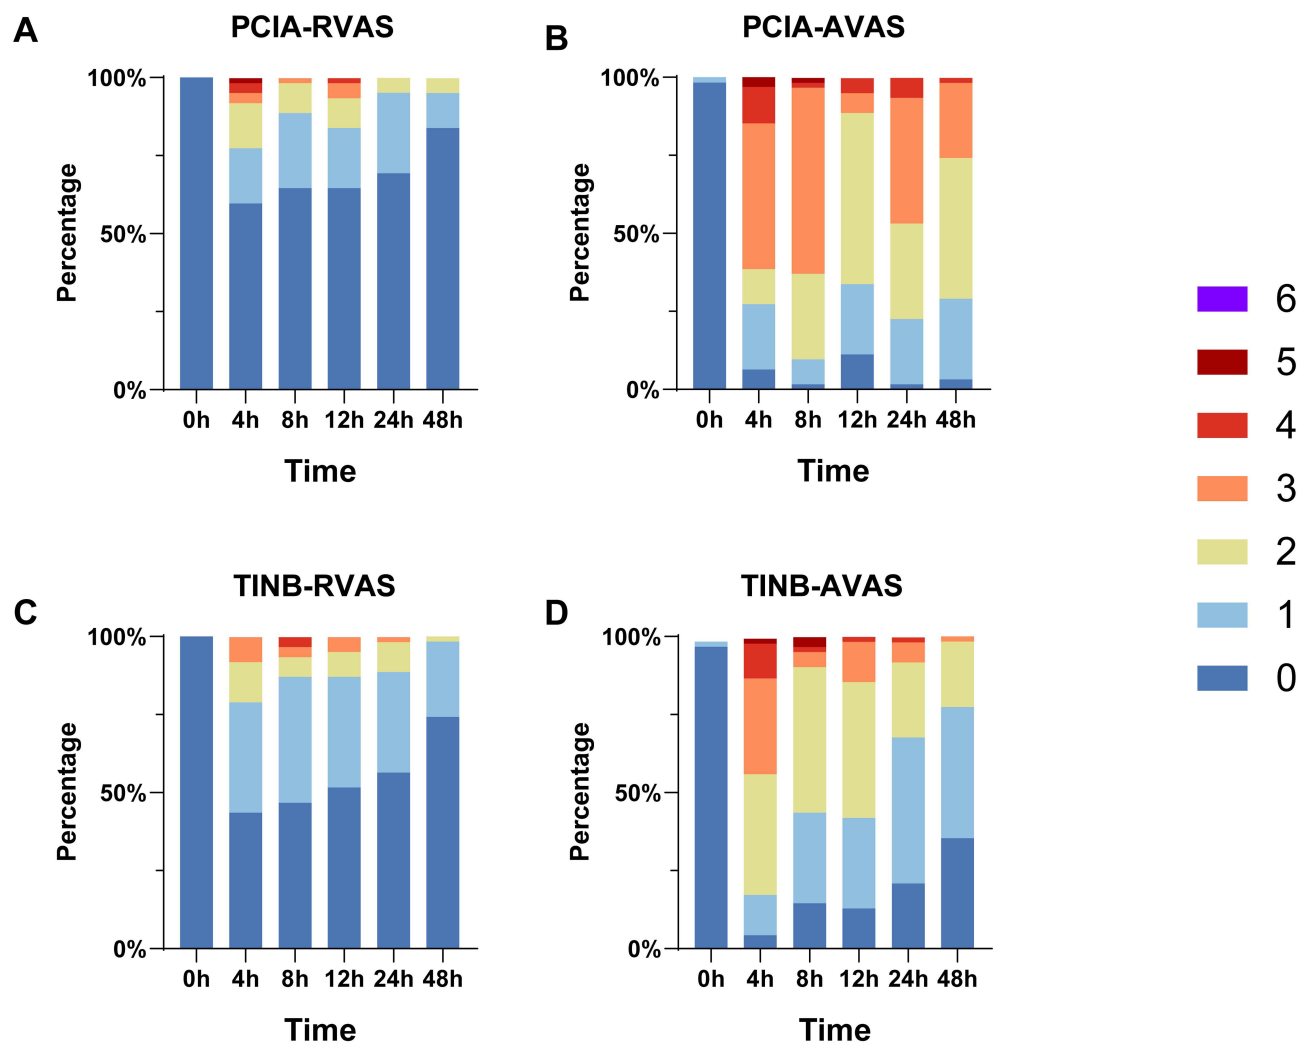 A
PCIA-RVAS
100%
50%
0%
Percentage
0h 4h 8h 12h 24h 48h
Time
B
PCIA-AVAS
100%
50%
0%
Percentage
0h 4h 8h 12h 24h 48h
Time
C
TINB-RVAS
100%
50%
0%
Percentage
0h 4h 8h 12h 24h 48h
Time
D
TINB-AVAS
100%
50%
0%
Percentage
0h 4h 8h 12h 24h 48h
Time
6
5
4
3
2
1
0